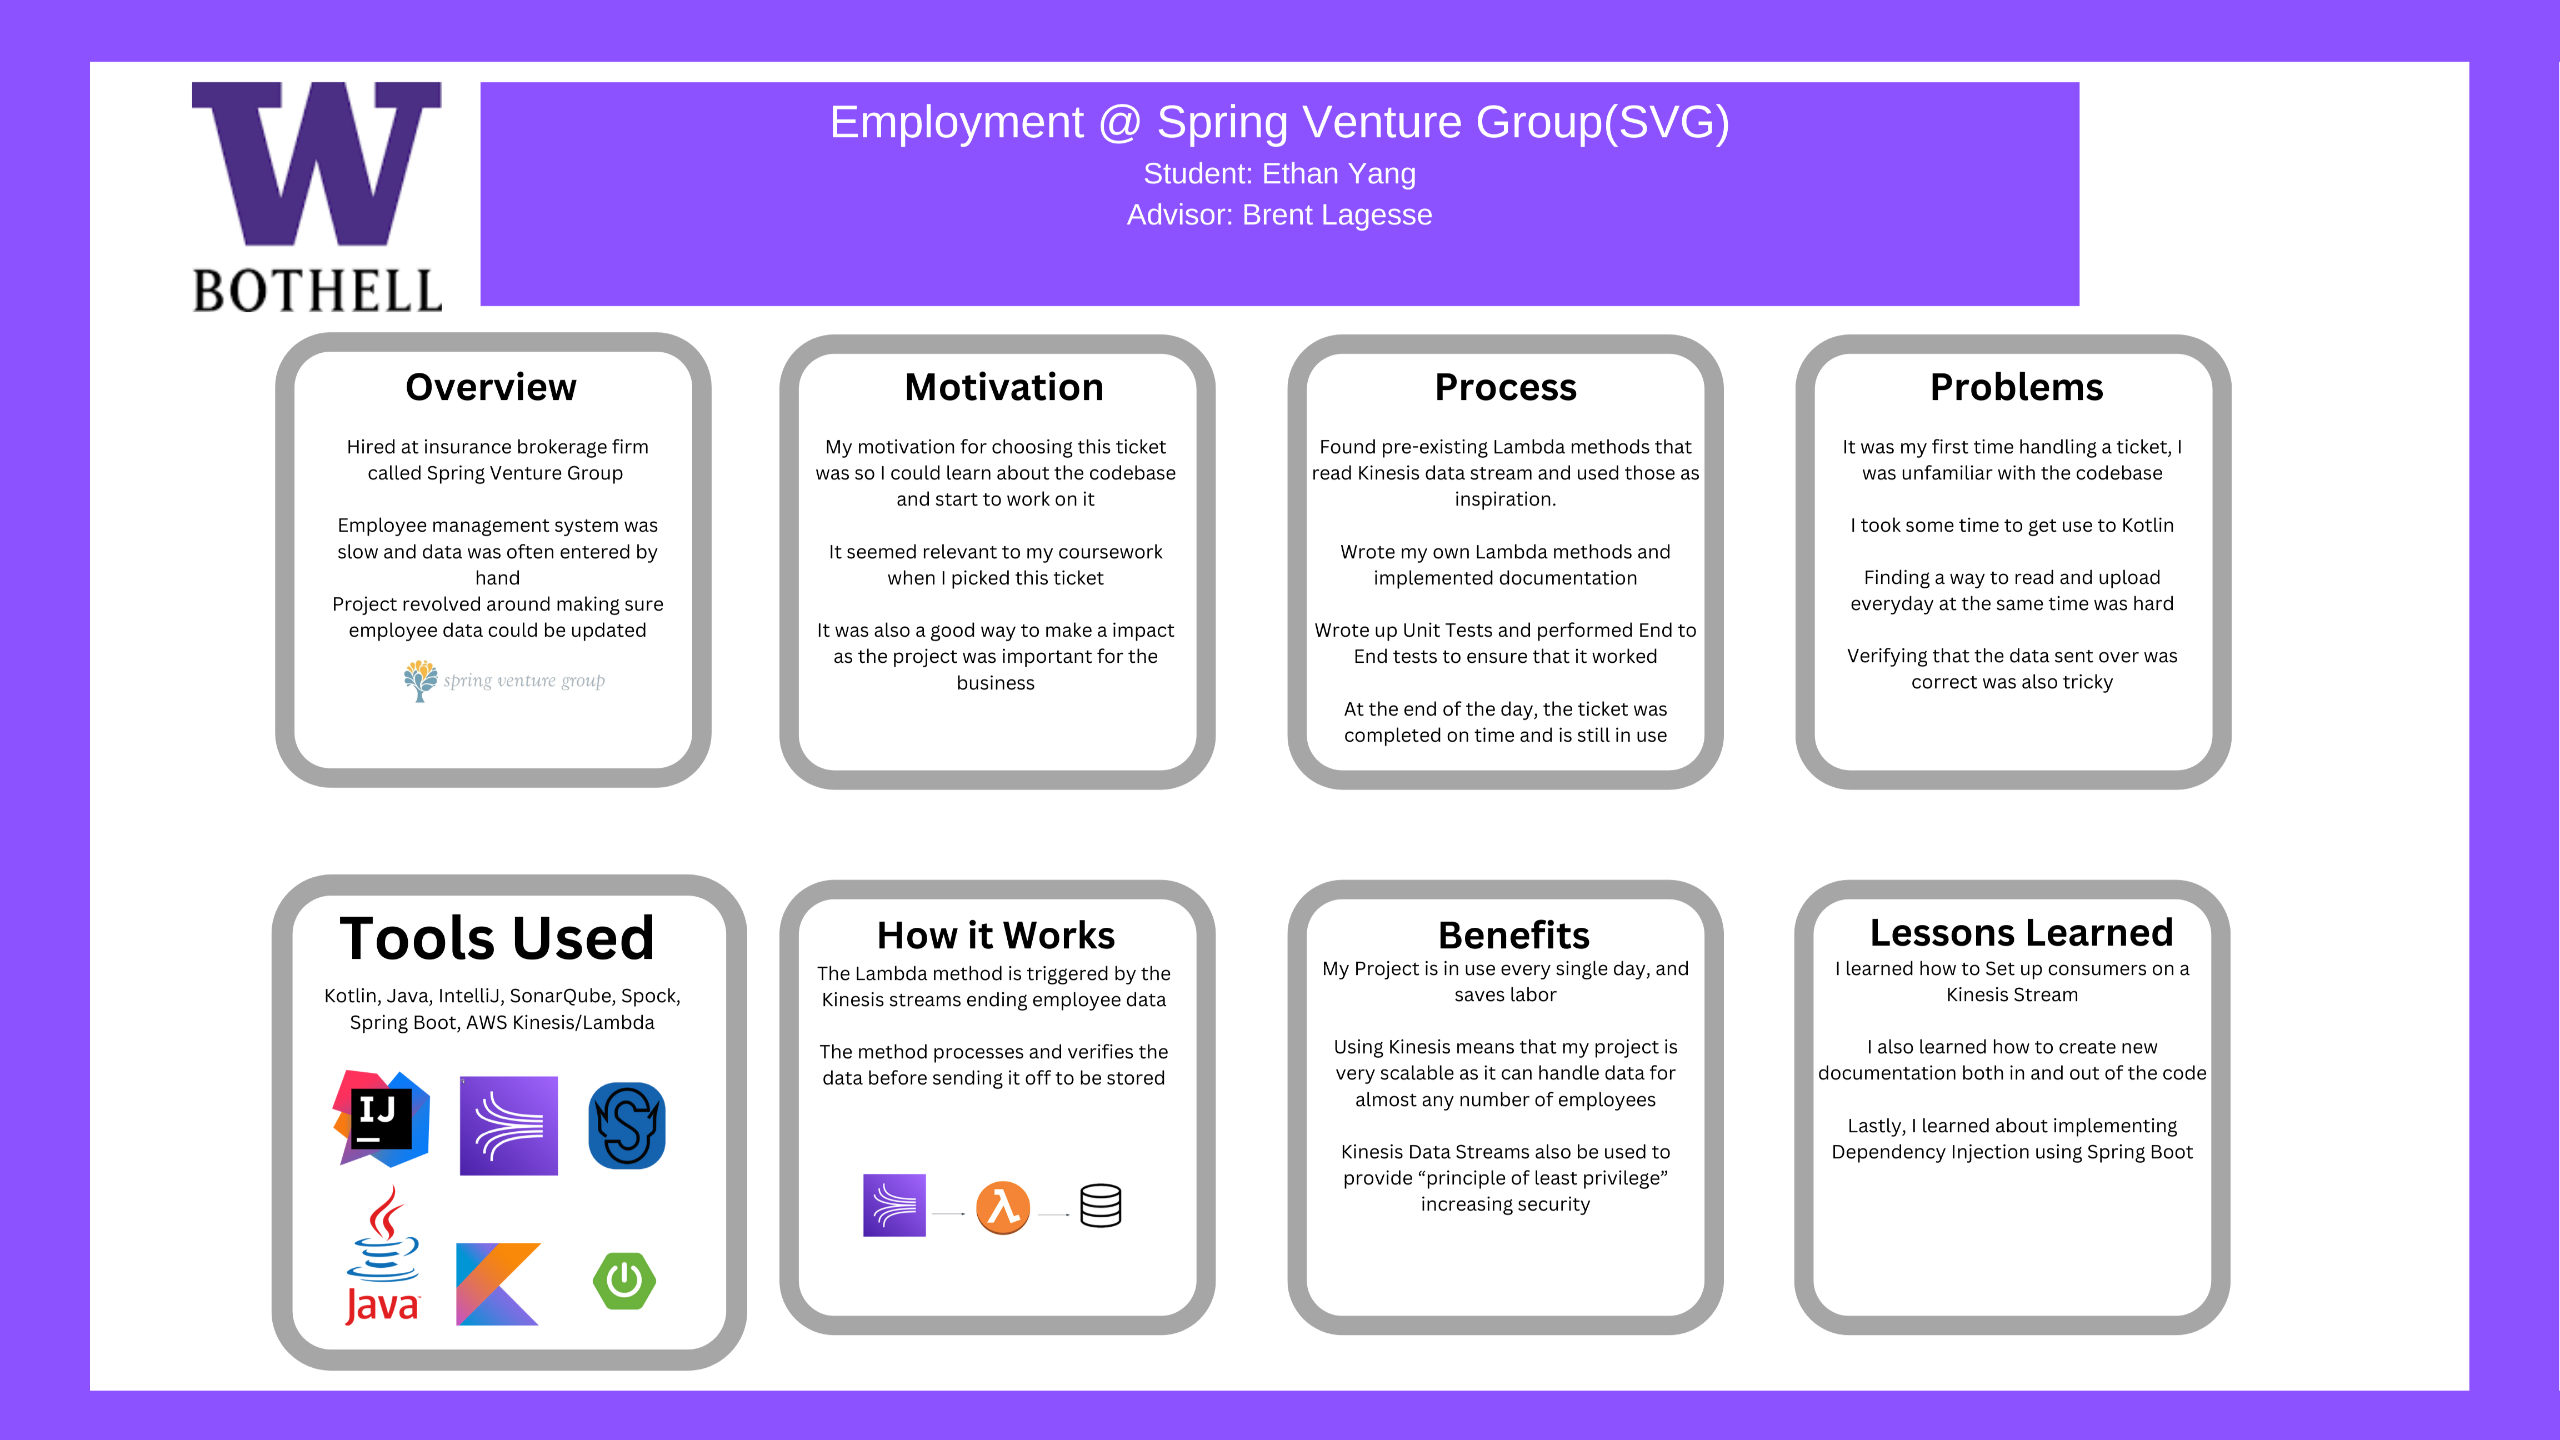 W
BOTHELL
Employment @ Spring Venture Group(SVG)
Student: Ethan Yang
Advisor: Brent Lagesse
Overview
Hired at insurance brokerage firm
called Spring Venture Group
Employee management system was
slow and data was often entered by
hand
Project revolved around making sure
employee data could be updated
spring venture group
Motivation
My motivation for choosing this ticket
was so I could learn about the codebase
and start to work on it
It seemed relevant to my coursework
when I picked this ticket
It was also a good way to make a impact
as the project was important for the
business
Process
Found pre-existing Lambda methods that
read Kinesis data stream and used those as
inspiration.
Wrote my own Lambda methods and
implemented documentation
Wrote up Unit Tests and performed End to
End tests to ensure that it worked
At the end of the day, the ticket was
completed on time and is still in use
Problems
It was my first time handling a ticket, I
was unfamiliar with the codebase
I took some time to get use to Kotlin
Finding a way to read and upload
everyday at the same time was hard
Verifying that the data sent over was
correct was also tricky
Tools Used
Kotlin, Java, IntelliJ, SonarQube, Spock,
Spring Boot, AWS Kinesis/Lambda
IJ
S
Java
How it Works
The Lambda method is triggered by the
Kinesis streams ending employee data
The method processes and verifies the
data before sending it off to be stored
λ
Benefits
My Project is in use every single day, and
saves labor
Using Kinesis means that my project is
very scalable as it can handle data for
almost any number of employees
Kinesis Data Streams also be used to
provide “principle of least privilege”
increasing security
Lessons Learned
I learned how to Set up consumers on a
Kinesis Stream
I also learned how to create new
documentation both in and out of the code
Lastly, I learned about implementing
Dependency Injection using Spring Boot